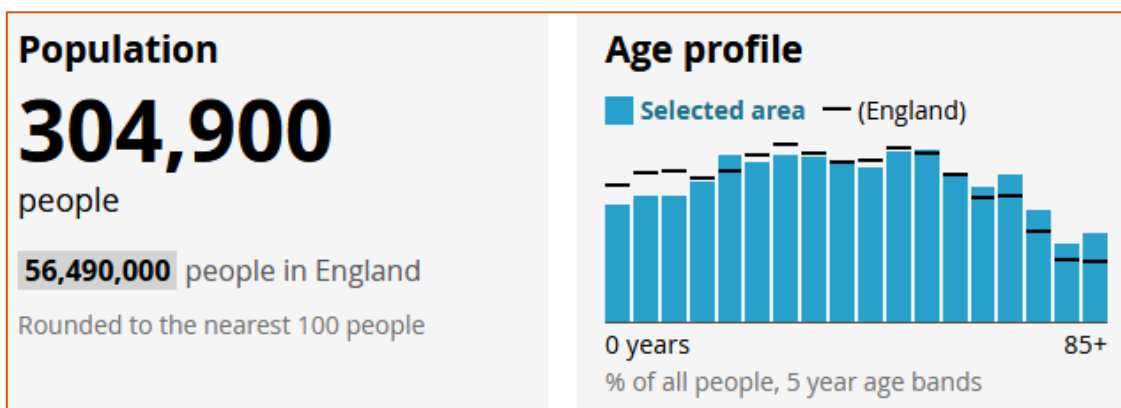 Population
304,900
people
56,490,000 people in England
Rounded to the nearest 100 people
Age profile
Selected area (England)
0 years 85+
% of all people, 5 year age bands